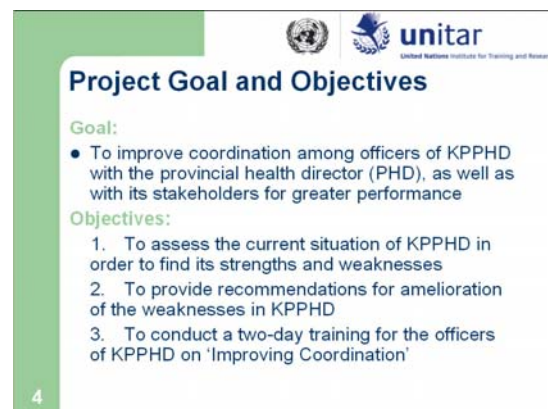 unitar
United Nations Institute for Training and Resear
Project Goal and Objectives
Goal:
● To improve coordination among officers of KPPHD
with the provincial health director (PHD), as well as
with its stakeholders for greater performance
Objectives:
1. To assess the current situation of KPPHD in
order to find its strengths and weaknesses
2. To provide recommendations for amelioration
of the weaknesses in KPPHD
3. To conduct a two-day training for the officers
of KPPHD on ‘Improving Coordination’
4